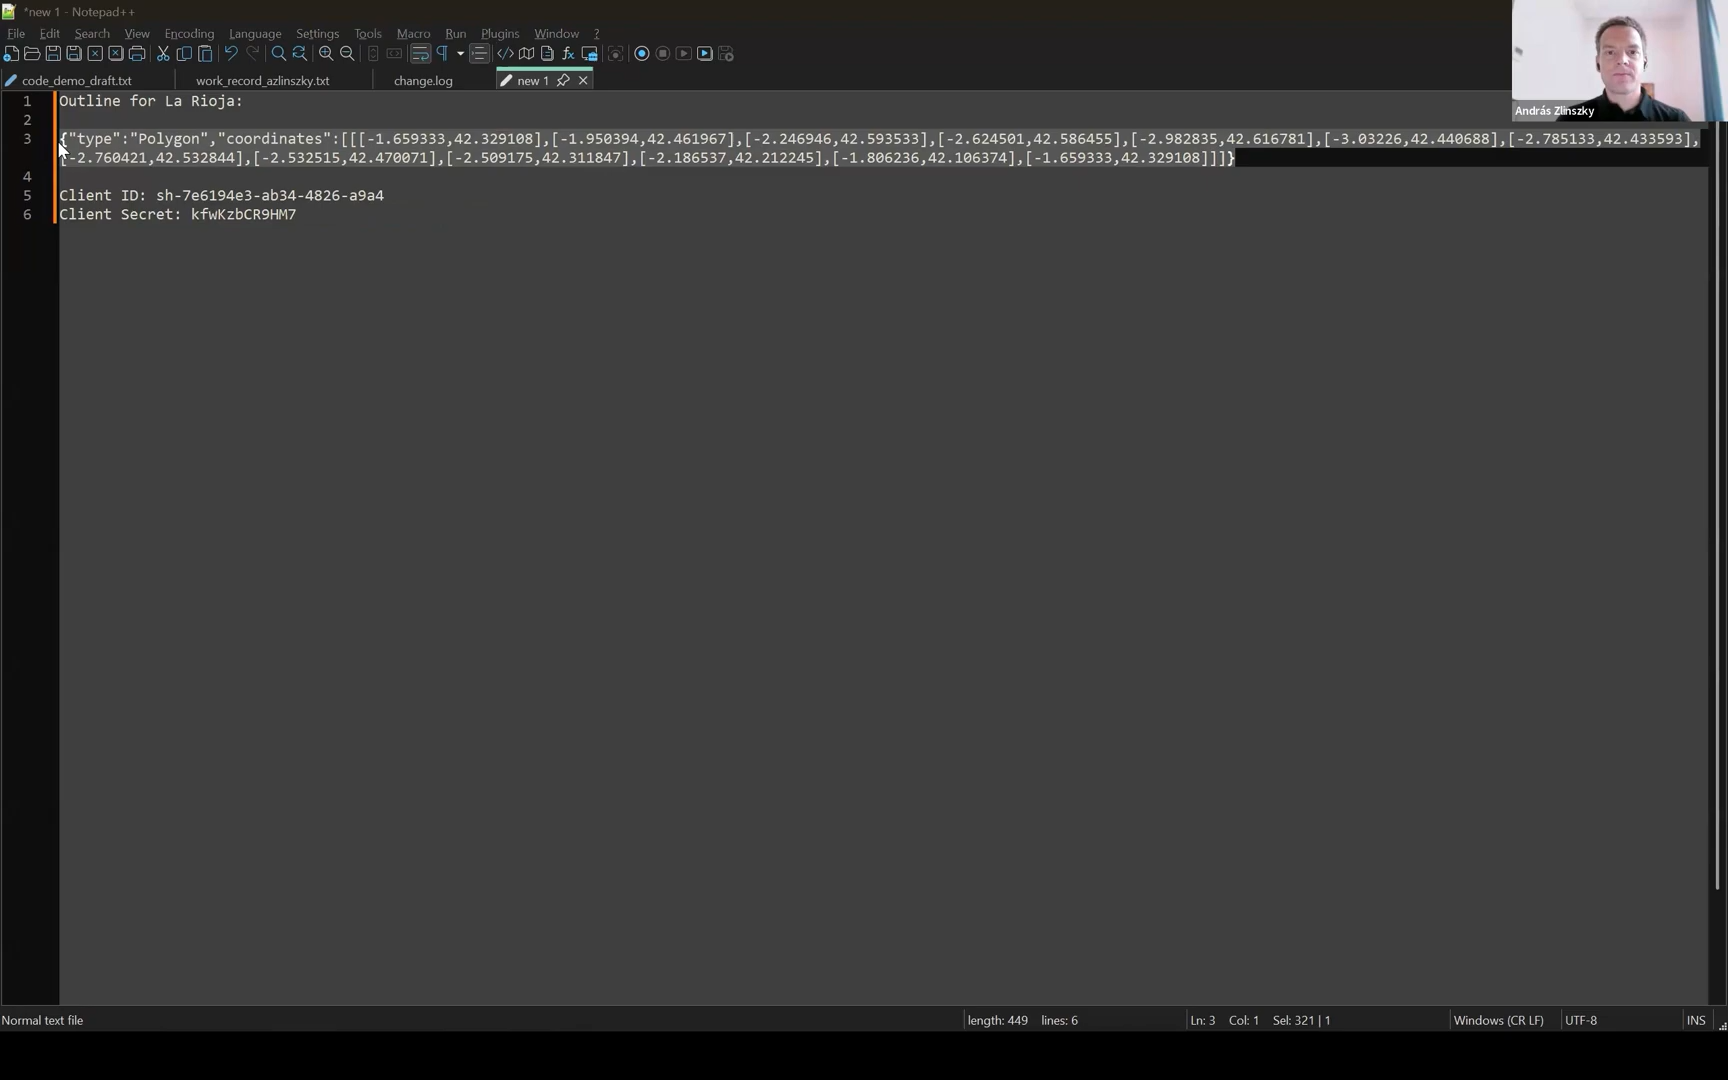 *new 1 - Notepad++
File Edit Search View Encoding Language Settings Tools Macro Run Plugins Window ?
code_demo_draft.txt work_record_azlinszky.txt change.log new 1
András Zlinszky
1 Outline for La Rioja:
2
3 {"type":"Polygon","coordinates":[[[-1.659333,42.329108],[-1.950394,42.461967],[-2.246946,42.593533],[-2.624501,42.586455],[-2.982835,42.616781],[-3.03226,42.440688],[-2.785133,42.433593],
[-2.760421,42.532844],[-2.532515,42.470071],[-2.509175,42.311847],[-2.186537,42.212245],[-1.806236,42.106374],[-1.659333,42.329108]]]}
4
5 Client ID: sh-7e6194e3-ab34-4826-a9a4
6 Client Secret: kfwKzbCR9HM7
Normal text file length: 449 lines: 6 Ln: 3 Col: 1 Sel: 321 | 1 Windows (CR LF) UTF-8 INS